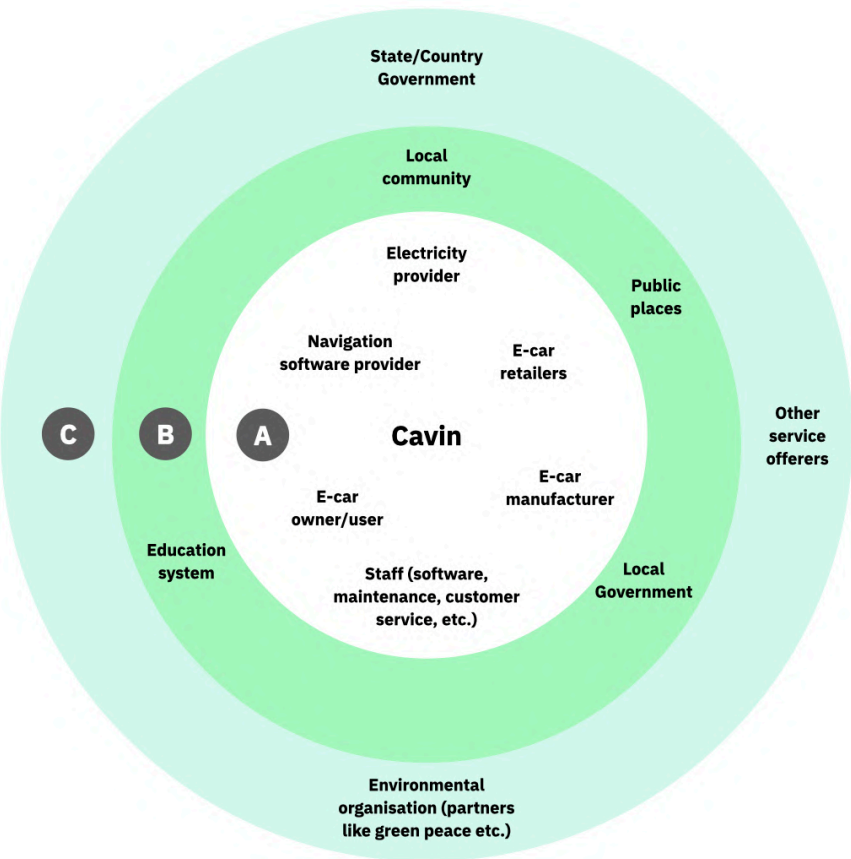 State/Country
Government
Local
community
Electricity
provider
Public
places
Navigation
software provider
E-car
retailers
C
B
A
Cavin
Other
service
offerers
E-car
manufacturer
E-car
owner/user
Education
system
Staff (software,
maintenance, customer
service, etc.)
Local
Government
Environmental
organisation (partners
like green peace etc.)